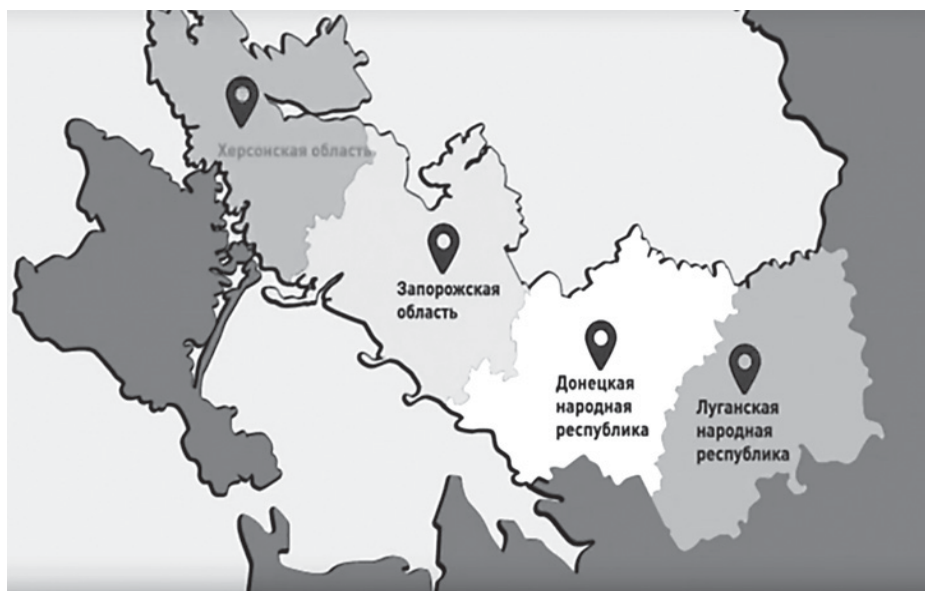 Херсонская область
Запорожская
область
Донецкая
народная
республика
Луганская
народная
республика